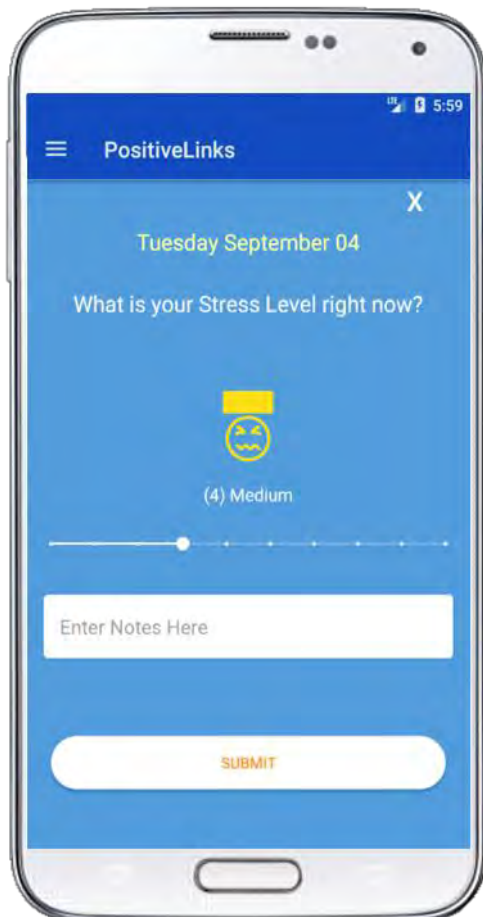 LTE 5:59
PositiveLinks
X
Tuesday September 04
What is your Stress Level right now?
(4) Medium
Enter Notes Here
SUBMIT